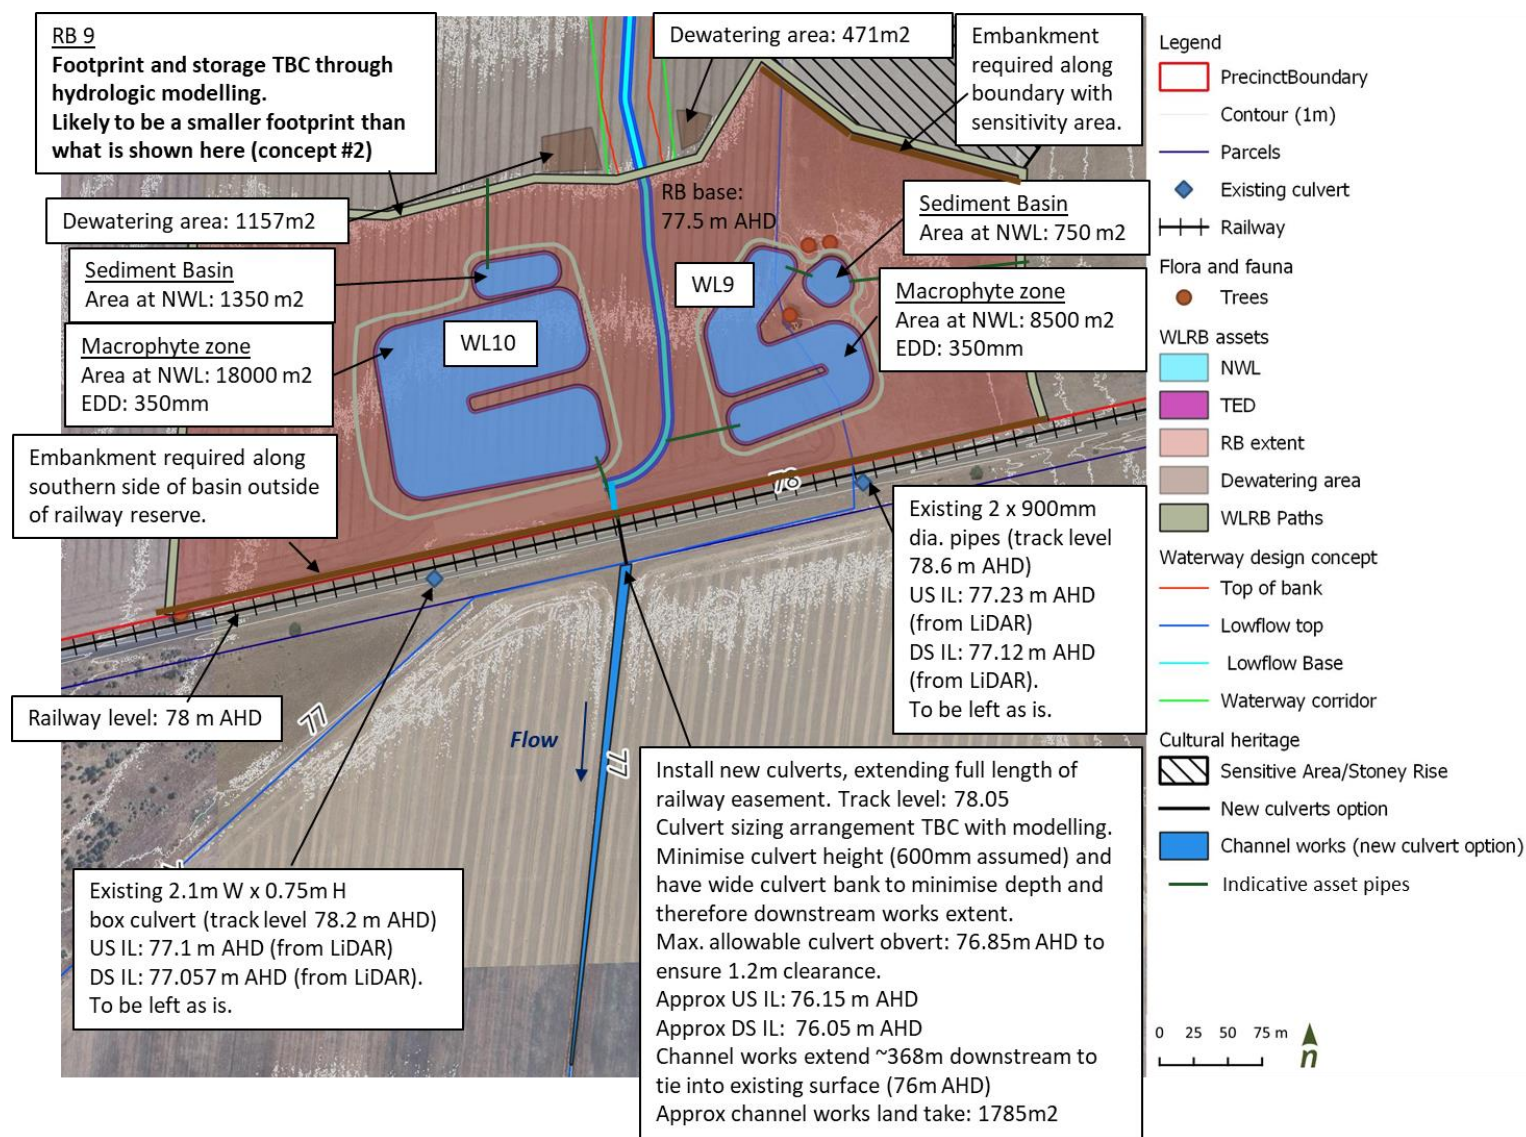 RB 9
Footprint and storage TBC through
hydrologic modelling.
Likely to be a smaller footprint than
what is shown here (concept #2)
Dewatering area: 471m2
Embankment
required along
boundary with
sensitivity area.
Dewatering area: 1157m2
RB base:
77.5 m AHD
Sediment Basin
Area at NWL: 750 m2
Sediment Basin
Area at NWL: 1350 m2
WL9
WL10
Macrophyte zone
Area at NWL: 8500 m2
EDD: 350mm
Macrophyte zone
Area at NWL: 18000 m2
EDD: 350mm
Embankment required along
southern side of basin outside
of railway reserve.
78
Existing 2 x 900mm
dia. pipes (track level
78.6 m AHD)
US IL: 77.23 m AHD
(from LiDAR)
DS IL: 77.12 m AHD
(from LiDAR).
To be left as is.
Railway level: 78 m AHD
77
Flow
77
Existing 2.1m W x 0.75m H
box culvert (track level 78.2 m AHD)
US IL: 77.1 m AHD (from LiDAR)
DS IL: 77.057 m AHD (from LiDAR).
To be left as is.
Install new culverts, extending full length of
railway easement. Track level: 78.05
Culvert sizing arrangement TBC with modelling.
Minimise culvert height (600mm assumed) and
have wide culvert bank to minimise depth and
therefore downstream works extent.
Max. allowable culvert obvert: 76.85m AHD to
ensure 1.2m clearance.
Approx US IL: 76.15 m AHD
Approx DS IL: 76.05 m AHD
Channel works extend ~368m downstream to
tie into existing surface (76m AHD)
Approx channel works land take: 1785m2
Legend
PrecinctBoundary
Contour (1m)
Parcels
Existing culvert
Railway
Flora and fauna
Trees
WLRB assets
NWL
TED
RB extent
Dewatering area
WLRB Paths
Waterway design concept
Top of bank
Lowflow top
Lowflow Base
Waterway corridor
Cultural heritage
Sensitive Area/Stoney Rise
New culverts option
Channel works (new culvert option)
Indicative asset pipes
0 25 50 75 m
n